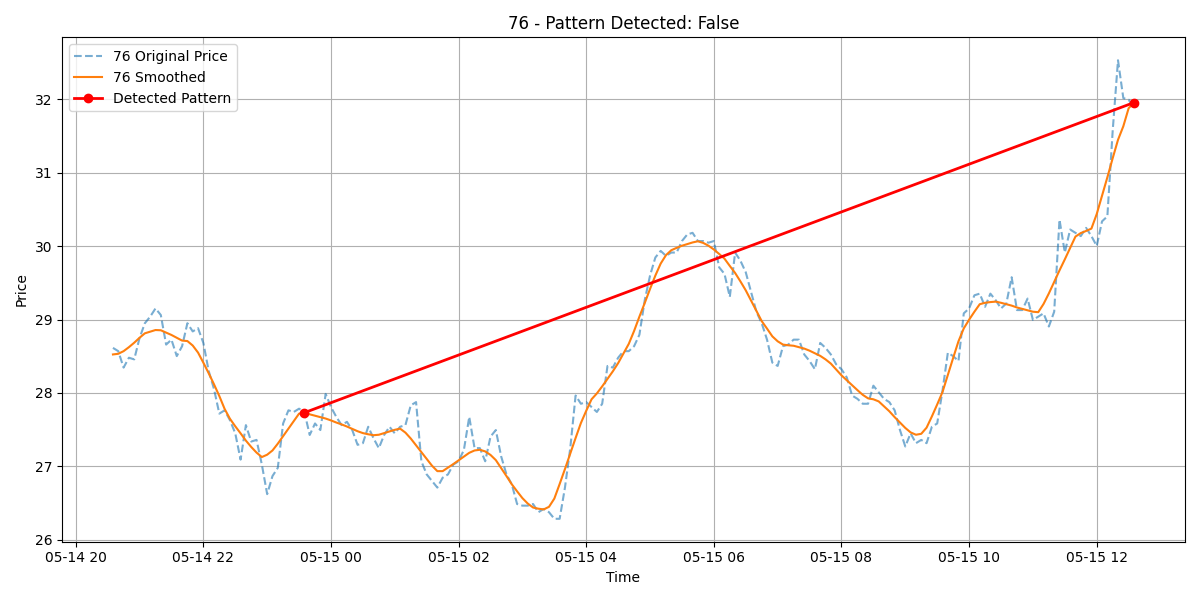 76 - Pattern Detected: False
76 Original Price
76 Smoothed
Detected Pattern
Price
32
31
30
29
28
27
26
05-14 20
05-14 22
05-15 00
05-15 02
05-15 04
05-15 06
05-15 08
05-15 10
05-15 12
Time